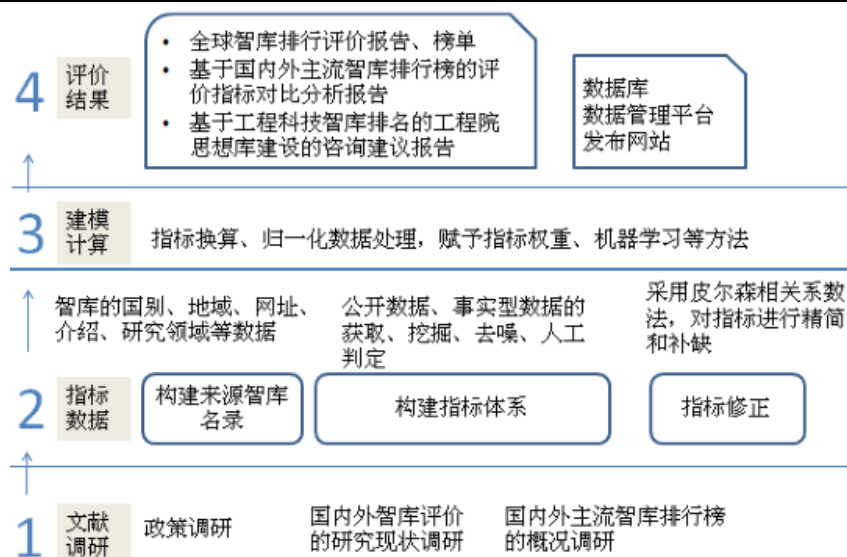 4
评价
结果
• 全球智库排行评价报告、榜单
• 基于国内外主流智库排行榜的评
价指标对比分析报告
• 基于工程科技智库排名的工程院
思想库建设的咨询建议报告
数据库
数据管理平台
发布网站
3
建模
计算
指标换算、归一化数据处理，赋予指标权重、机器学习等方法
智库的国别、地域、网址、
介绍、研究领域等数据
公开数据、事实型数据的
获取、挖掘、去噪、人工
判定
采用皮尔森相关系数
法，对指标进行精简
和补缺
2
指标
数据
构建来源智库
名录
构建指标体系
指标修正
1
文献
调研
政策调研
国内外智库评价
的研究现状调研
国内外主流智库排行榜
的概况调研